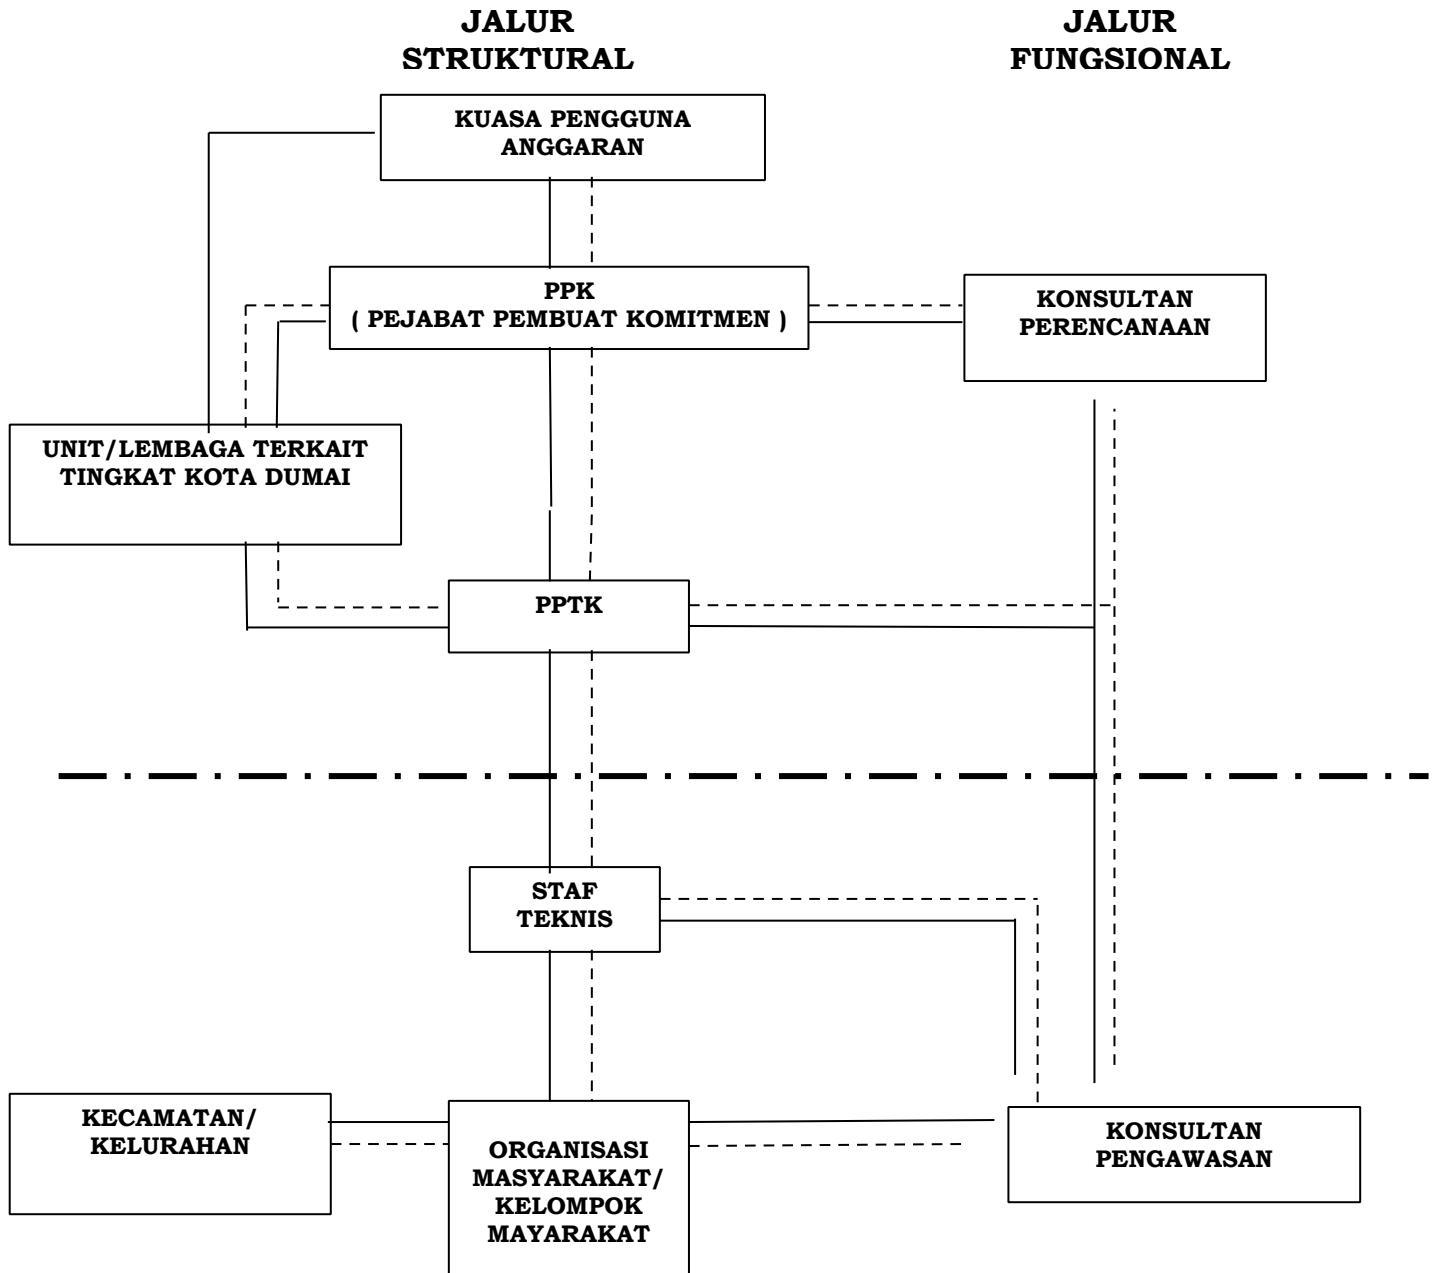 JALUR
STRUKTURAL
JALUR
FUNGSIONAL
KUASA PENGGUNA
ANGGARAN
PPK
( PEJABAT PEMBUAT KOMITMEN )
KONSULTAN
PERENCANAAN
UNIT/LEMBAGA TERKAIT
TINGKAT KOTA DUMAI
PPTK
STAF
TEKNIS
KECAMATAN/
KELURAHAN
ORGANISASI
MASYARAKAT/
KELOMPOK
MAYARAKAT
KONSULTAN
PENGAWASAN